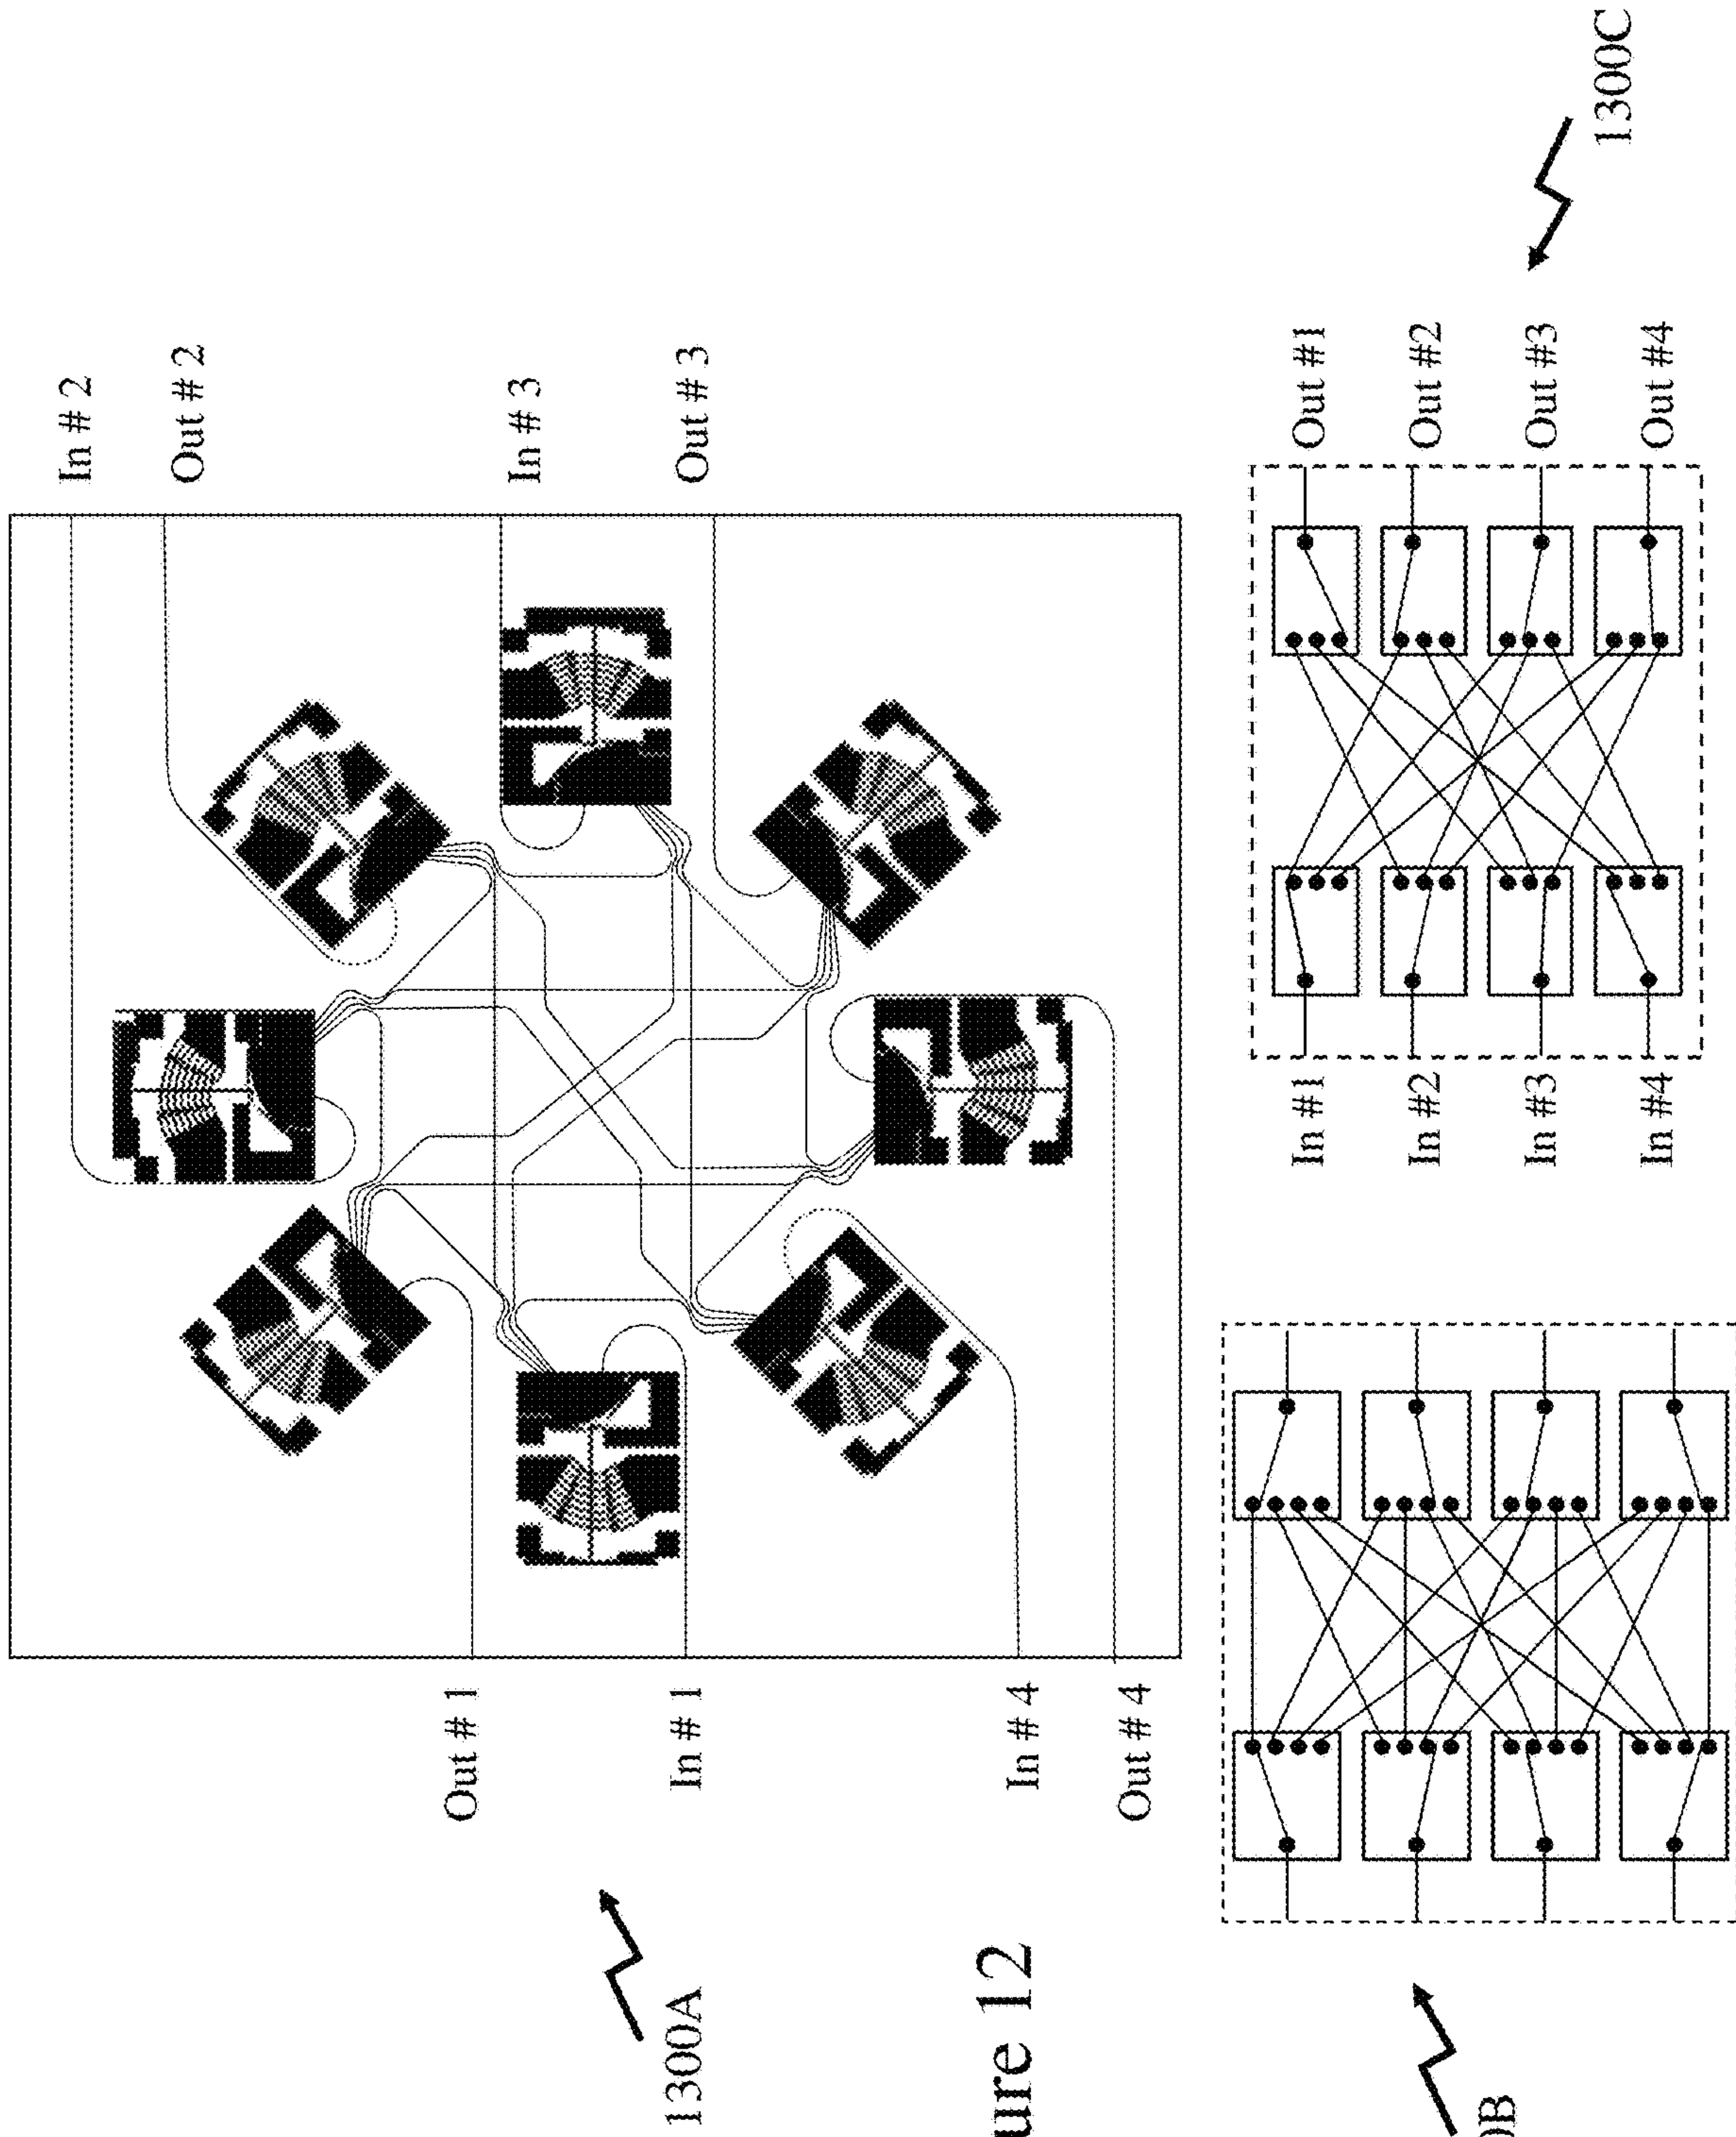 In # 2
Out # 2
In # 3
Out # 3
Out # 1
In # 1
In # 4
Out # 4
1300A
ure 12
0B
In #1
In #2
In #3
In #4
Out #1
Out #2
Out #3
Out #4
1300C